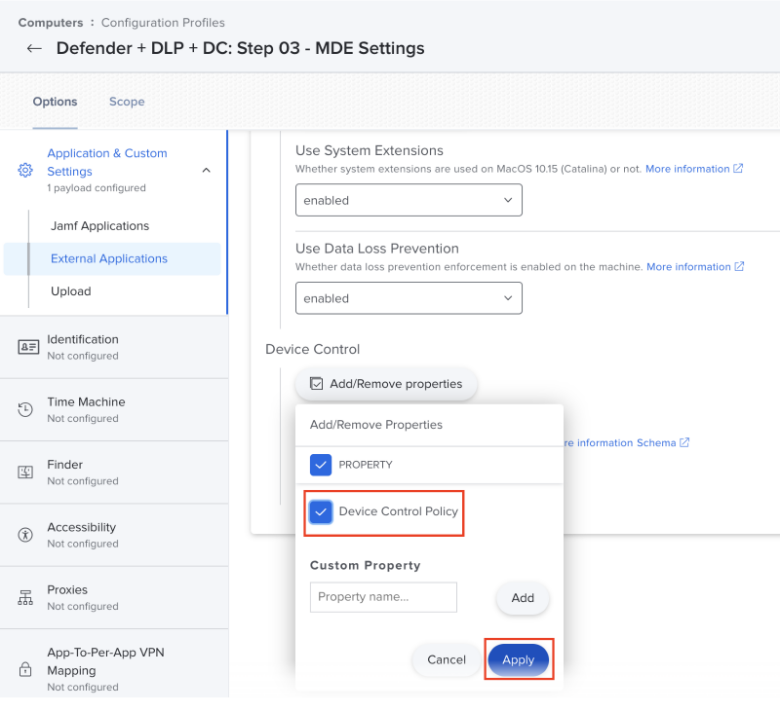 Computers : Configuration Profiles
← Defender + DLP + DC: Step 03 - MDE Settings
Options Scope
Application & Custom
Settings
1 payload configured
Jamf Applications
External Applications
Upload
Identification
Not configured
Time Machine
Not configured
Finder
Not configured
Accessibility
Not configured
Proxies
Not configured
App-To-Per-App VPN
Mapping
Not configured
Use System Extensions
Whether system extensions are used on MacOS 10.15 (Catalina) or not. More information
enabled
Use Data Loss Prevention
Whether data loss prevention enforcement is enabled on the machine. More information
enabled
Device Control
Add/Remove properties
Add/Remove Properties
re information Schema
PROPERTY
Device Control Policy
Custom Property
Property name...
Add
Cancel
Apply